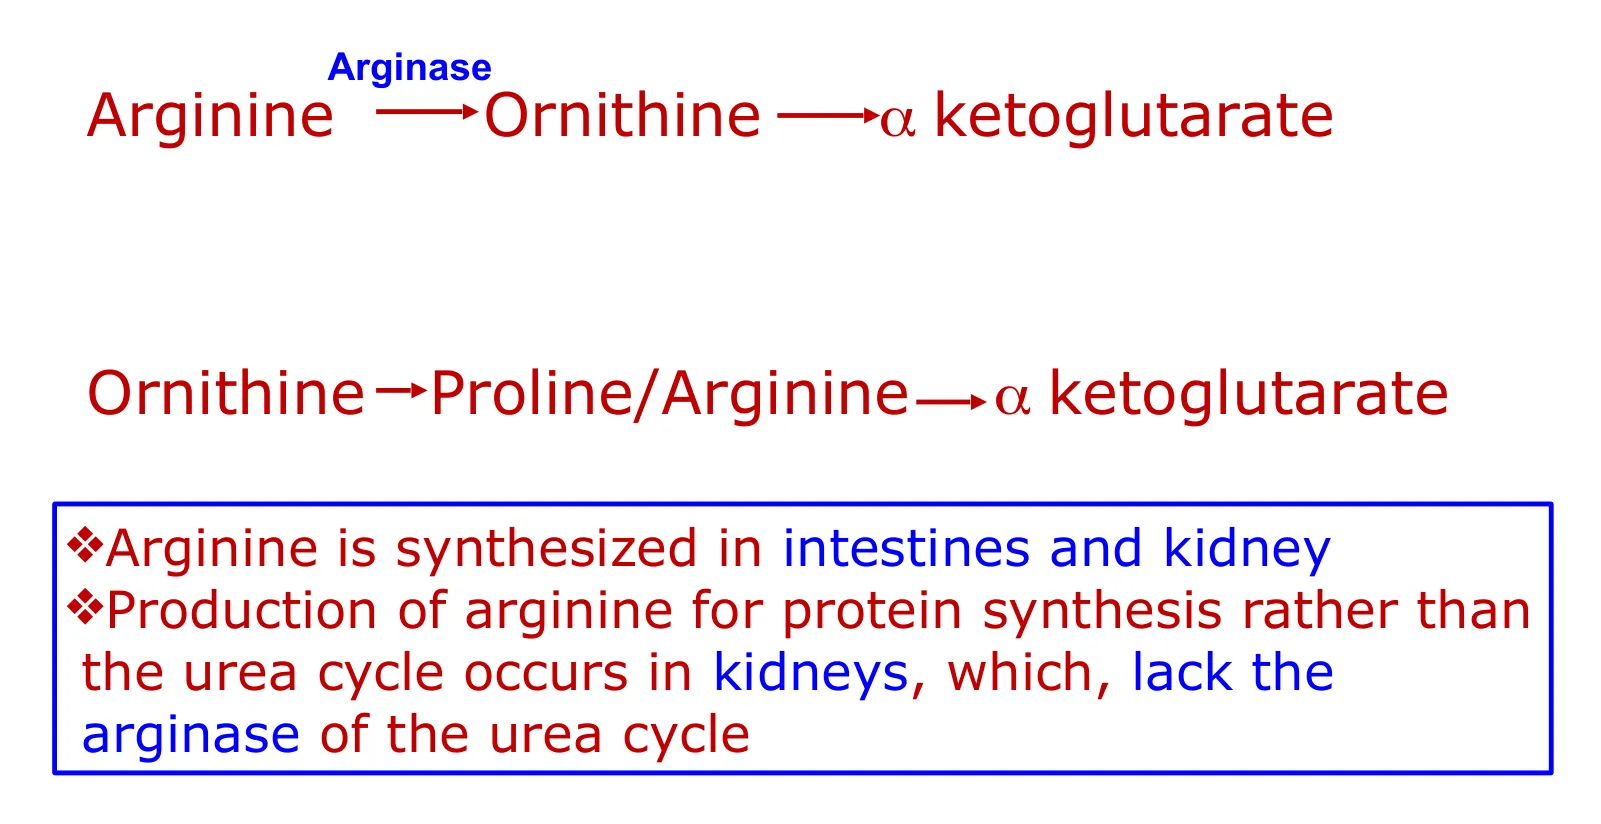 Arginase
Arginine → Ornithine → α ketoglutarate
Ornithine → Proline/Arginine → α ketoglutarate
❖Arginine is synthesized in intestines and kidney
❖Production of arginine for protein synthesis rather than
the urea cycle occurs in kidneys, which, lack the
arginase of the urea cycle